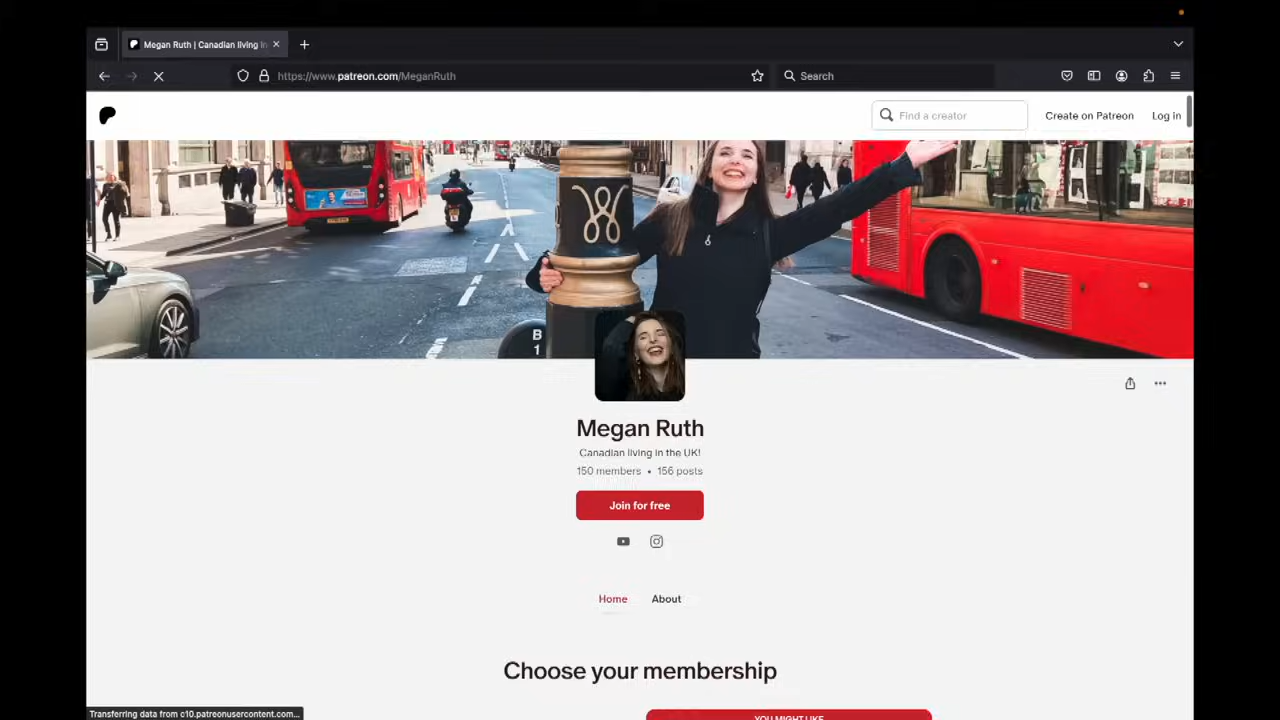 Megan Ruth | Canadian living in
https://www.patreon.com/MeganRuth
Search
Find a creator
Create on Patreon
Log in
B
1
Megan Ruth
Canadian living in the UK!
150 members • 156 posts
Join for free
Home
About
Choose your membership
YOU MIGHT LIKE
Transferring data from c10.patreonusercontent.com...